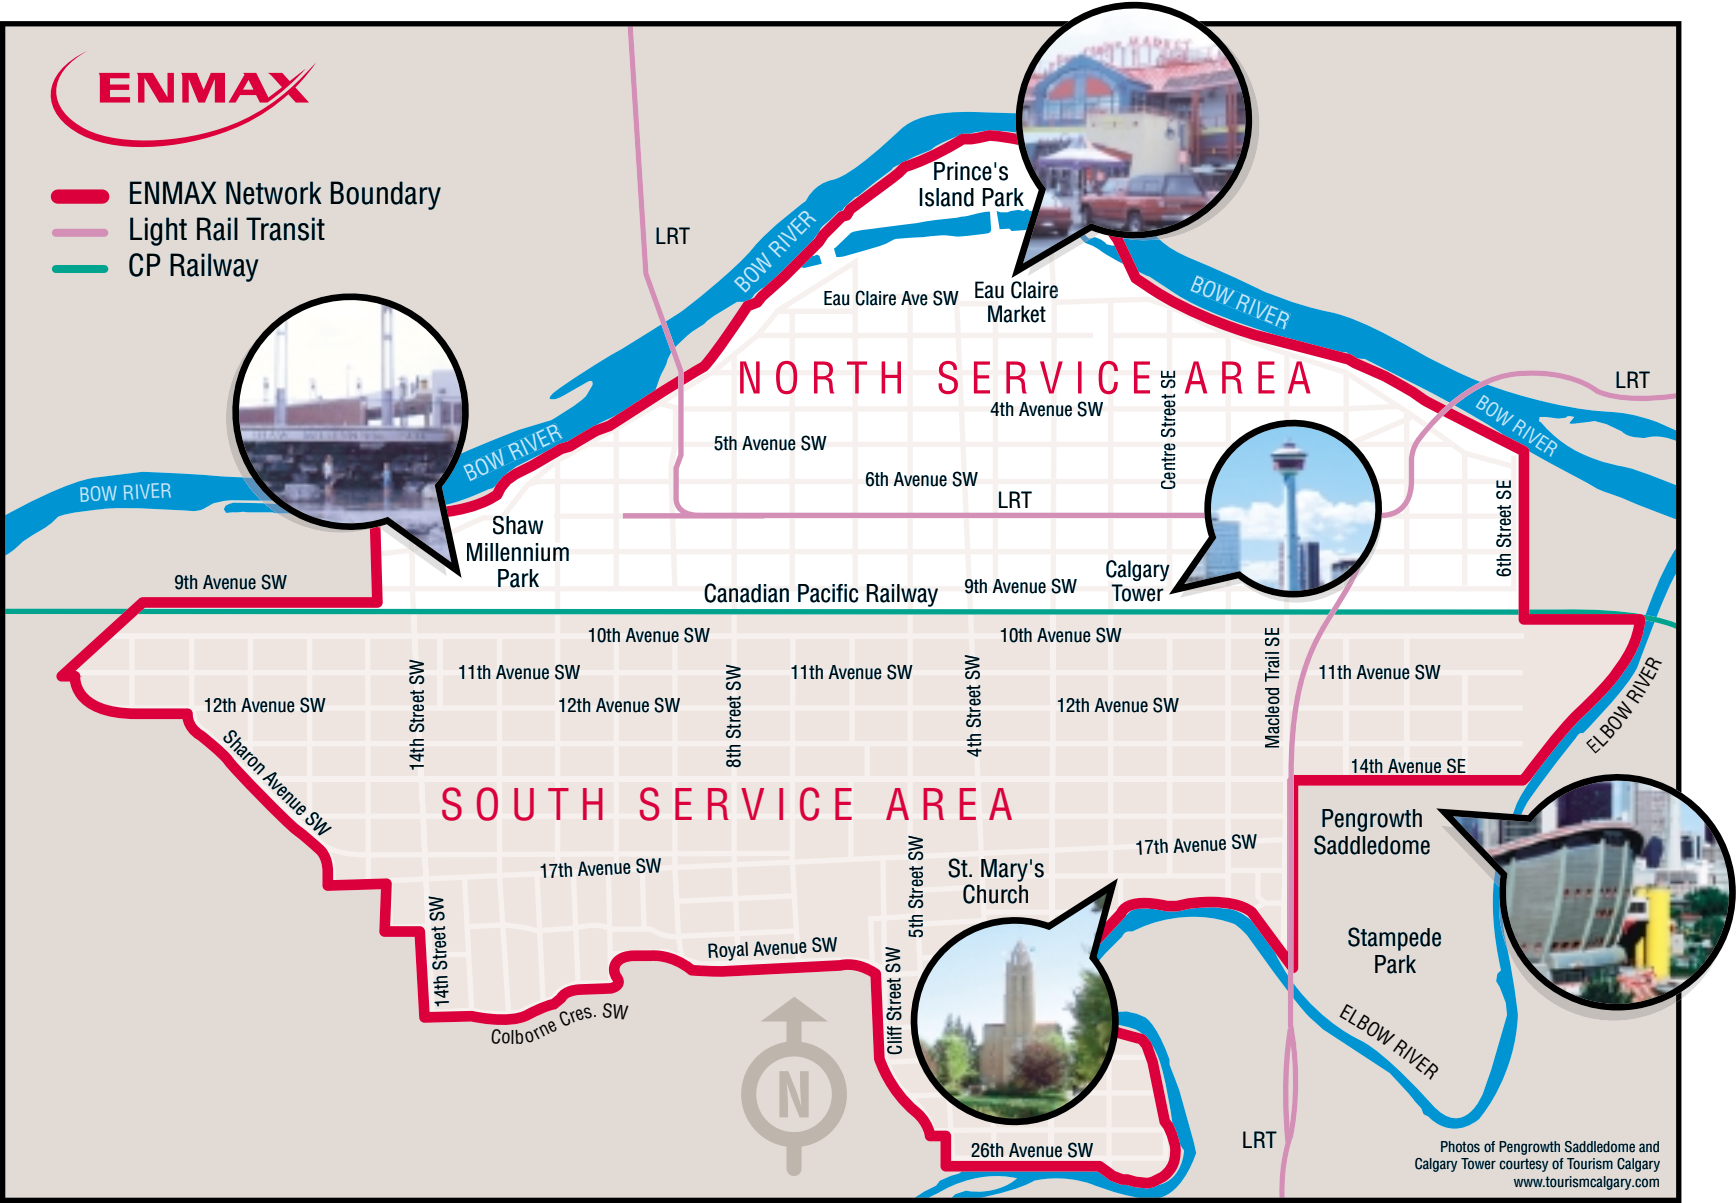 ENMAX
ENMAX Network Boundary
Light Rail Transit
CP Railway
LRT
BOW RIVER
Prince's
Island Park
MARKET
Eau Claire Ave SW
Eau Claire
Market
BOW RIVER
NORTH SERVICE AREA
LRT
4th Avenue SW
Centre Street SE
5th Avenue SW
BOW RIVER
BOW RIVER
6th Avenue SW
LRT
BOW RIVER
6th Street SE
Shaw
Millennium
Park
9th Avenue SW
Canadian Pacific Railway
9th Avenue SW
Calgary
Tower
10th Avenue SW
10th Avenue SW
Macleod Trail SE
14th Street SW
11th Avenue SW
8th Street SW
11th Avenue SW
4th Street SW
11th Avenue SW
12th Avenue SW
12th Avenue SW
12th Avenue SW
ELBOW RIVER
Sharon Avenue SW
14th Avenue SE
SOUTH SERVICE AREA
Pengrowth
Saddledome
17th Avenue SW
17th Avenue SW
5th Street SW
St. Mary's
Church
14th Street SW
Royal Avenue SW
Cliff Street SW
Stampede
Park
Colborne Cres. SW
ELBOW RIVER
N
26th Avenue SW
LRT
Photos of Pengrowth Saddledome and
Calgary Tower courtesy of Tourism Calgary
www.tourismcalgary.com